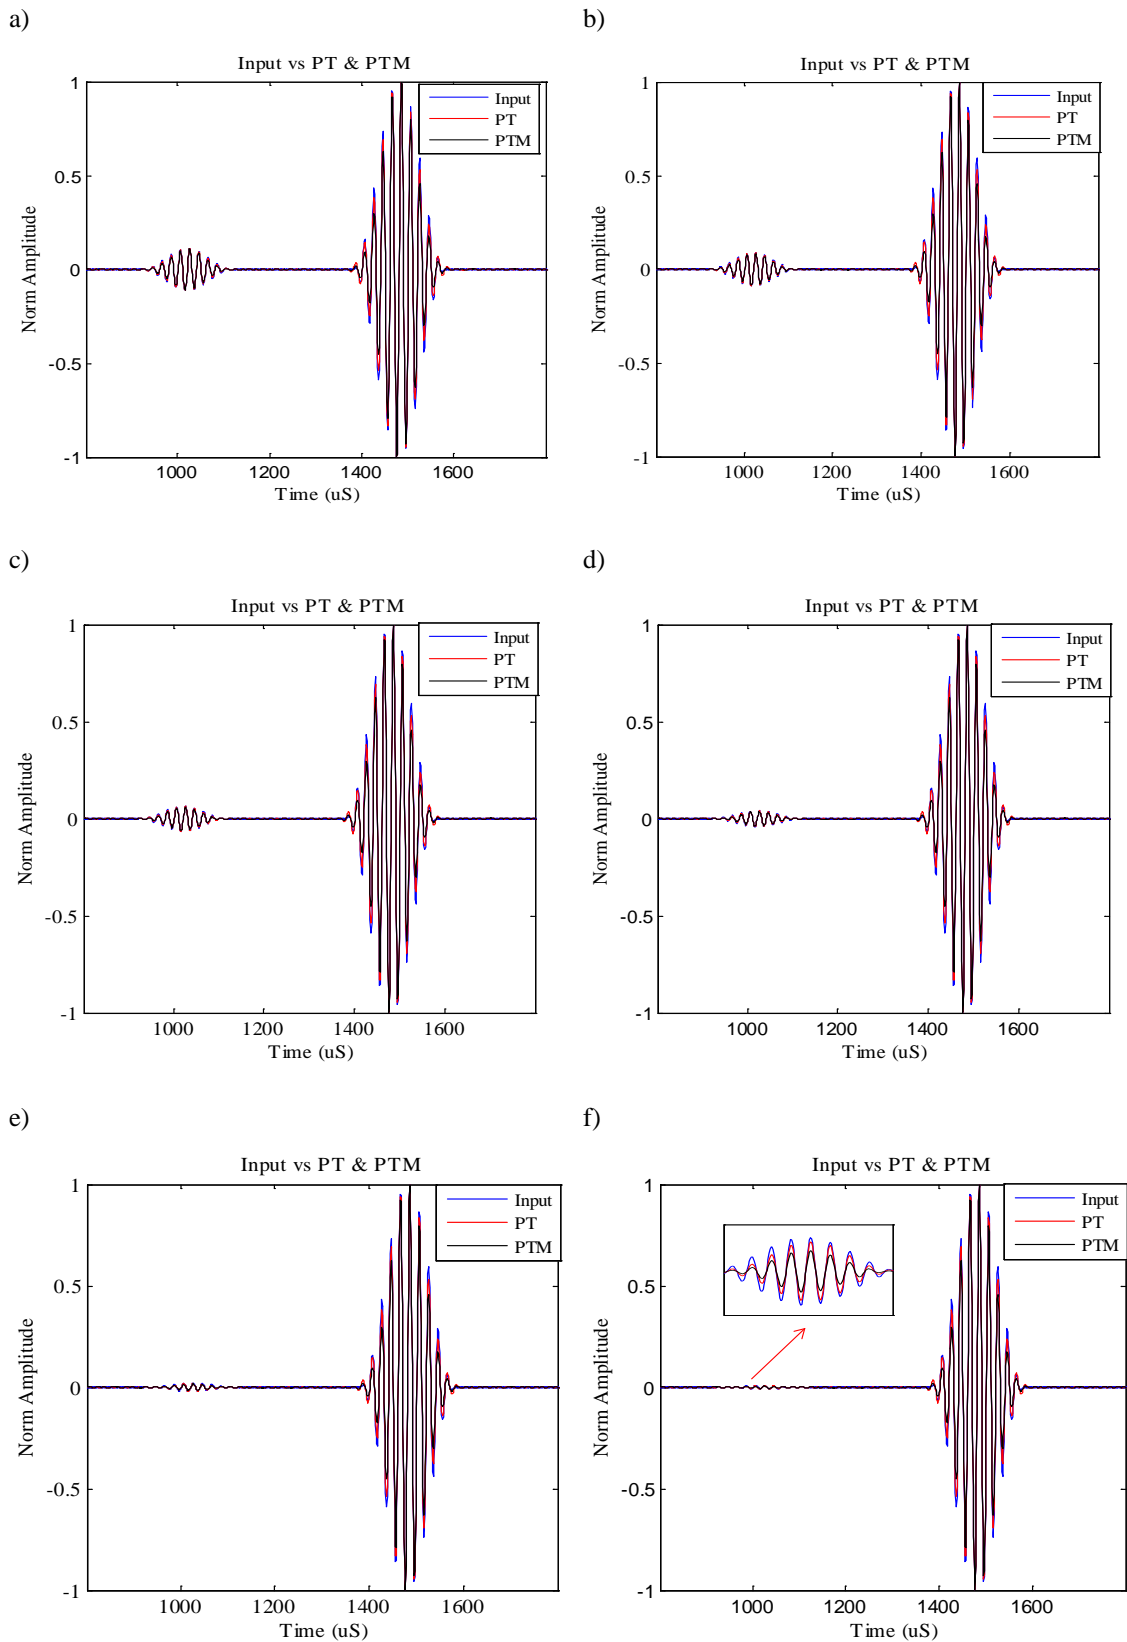 a)
Input vs PT & PTM
Input
PT
PTM
1
0.5
0
-0.5
-1
Norm Amplitude
1000
1200
1400
1600
Time (uS)
b)
Input vs PT & PTM
Input
PT
PTM
1
0.5
0
-0.5
-1
Norm Amplitude
1000
1200
1400
1600
Time (uS)
c)
Input vs PT & PTM
Input
PT
PTM
1
0.5
0
-0.5
-1
Norm Amplitude
1000
1200
1400
1600
Time (uS)
d)
Input vs PT & PTM
Input
PT
PTM
1
0.5
0
-0.5
-1
Norm Amplitude
1000
1200
1400
1600
Time (uS)
e)
Input vs PT & PTM
Input
PT
PTM
1
0.5
0
-0.5
-1
Norm Amplitude
1000
1200
1400
1600
Time (uS)
f)
Input vs PT & PTM
Input
PT
PTM
1
0.5
0
-0.5
-1
Norm Amplitude
1000
1200
1400
1600
Time (uS)